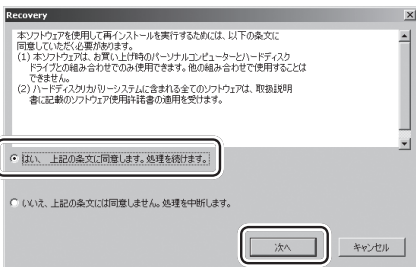 Recovery
本ソフトウェアを使用して再インストールを実行するためには、以下の条文に
同意していただく必要があります。
(1) 本ソフトウェアは、お買い上げ時のパーソナルコンピューターとハードディスク
ドライブとの組み合わせでのみ使用できます。他の組み合わせで使用することは
できません。
(2) ハードディスクリカバリーシステムに含まれる全てのソフトウェアは、取扱説明
書に記載のソフトウェア使用許諾書の適用を受けます。
はい、上記の条文に同意します。処理を続けます。
いいえ、上記の条文には同意しません。処理を中断します。
次へ
キャンセル